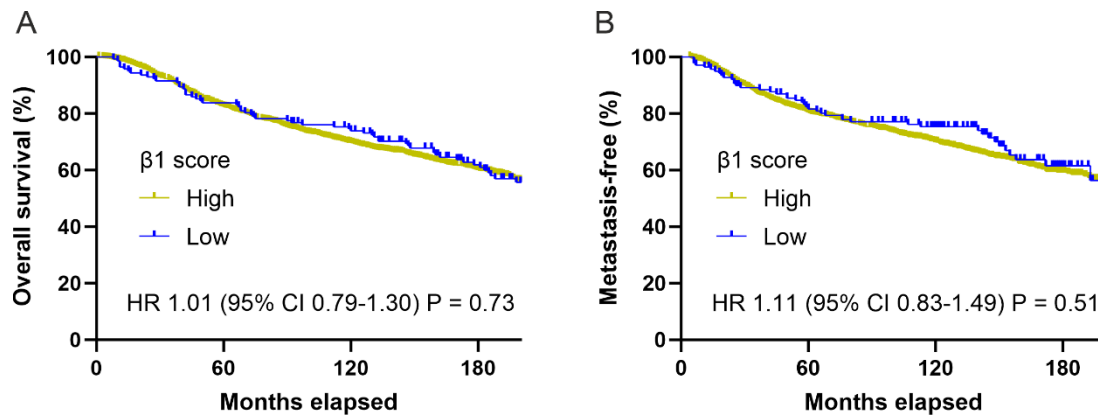 A
Overall survival (%)
100
80
60
40
20
0
β1 score
High
Low
HR 1.01 (95% CI 0.79-1.30) P = 0.73
0
60
120
180
Months elapsed
B
Metastasis-free (%)
100
80
60
40
20
0
β1 score
High
Low
HR 1.11 (95% CI 0.83-1.49) P = 0.51
0
60
120
180
Months elapsed